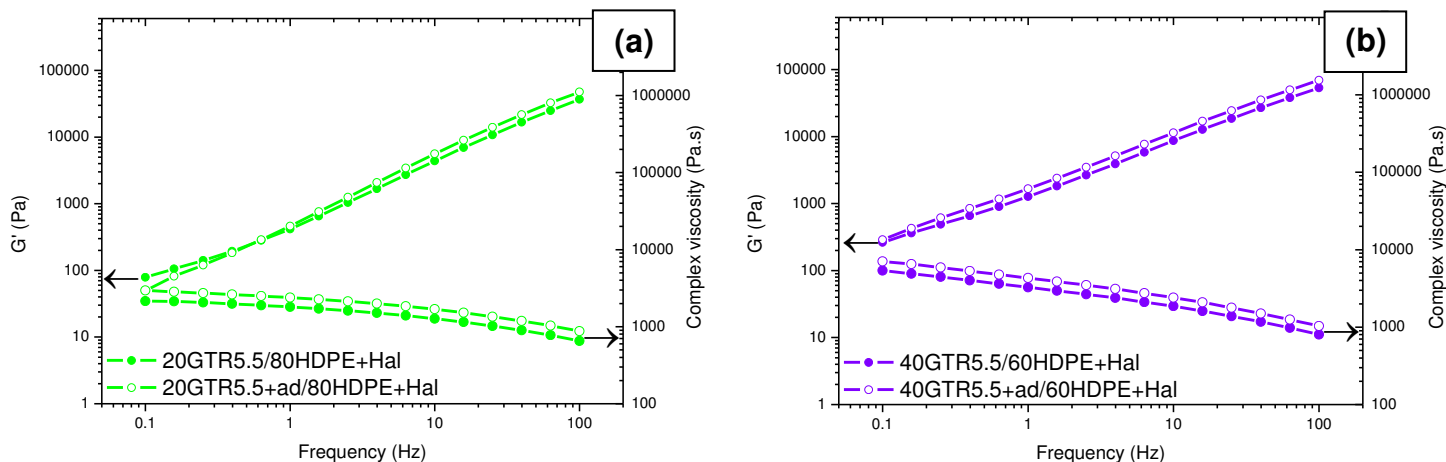 (a)
100000
10000
1000
100
10
1
G' (Pa)
1000000
100000
10000
1000
100
Complex viscosity (Pa.s)
20GTR5.5/80HDPE+Hal
20GTR5.5+ad/80HDPE+Hal
0.1
1
10
100
Frequency (Hz)
(b)
100000
10000
1000
100
10
1
G' (Pa)
1000000
100000
10000
1000
100
Complex viscosity (Pa.s)
40GTR5.5/60HDPE+Hal
40GTR5.5+ad/60HDPE+Hal
0.1
1
10
100
Frequency (Hz)